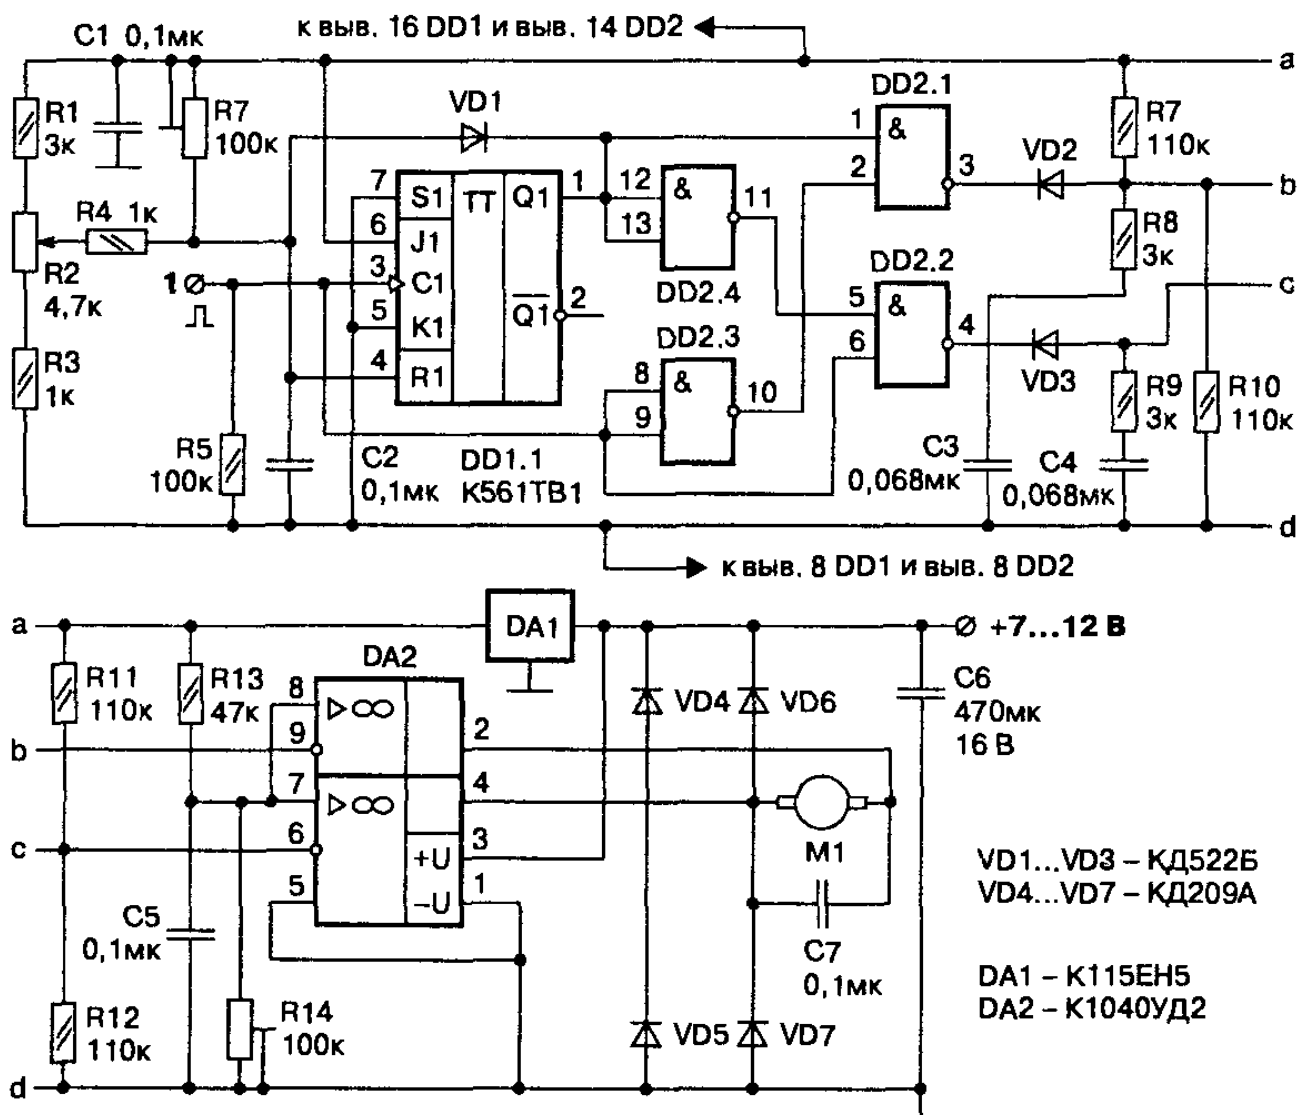 к выв. 16 DD1 и выв. 14 DD2
C1 0,1мк
a
R1
3к
R7
100к
VD1
DD2.1
1
&
2
3
VD2
R7
110к
b
R4 1к
7
S1
TT
Q1
1
12
&
13
11
6
J1
R8
3к
R2
4,7к
1
3
C1
DD2.4
DD2.2
c
5
K1
Q1
2
DD2.3
5
&
6
4
R3
1к
4
R1
8
&
9
10
VD3
R9
3к
R10
110к
R5
100к
C2
0,1мк
DD1.1
К561ТВ1
C3
0,068мк
C4
0,068мк
d
к выв. 8 DD1 и выв. 8 DD2
a
DA1
+7...12 В
DA2
R11
110к
R13
47к
8
▷∞
9
2
VD4
VD6
C6
470мк
16 В
b
7
▷∞
4
6
M1
c
3
+U
5
1
–U
VD1...VD3 – КД522Б
VD4...VD7 – КД209А
C5
0,1мк
C7
0,1мк
DA1 – К115ЕН5
DA2 – К1040УД2
R12
110к
R14
100к
VD5
VD7
d